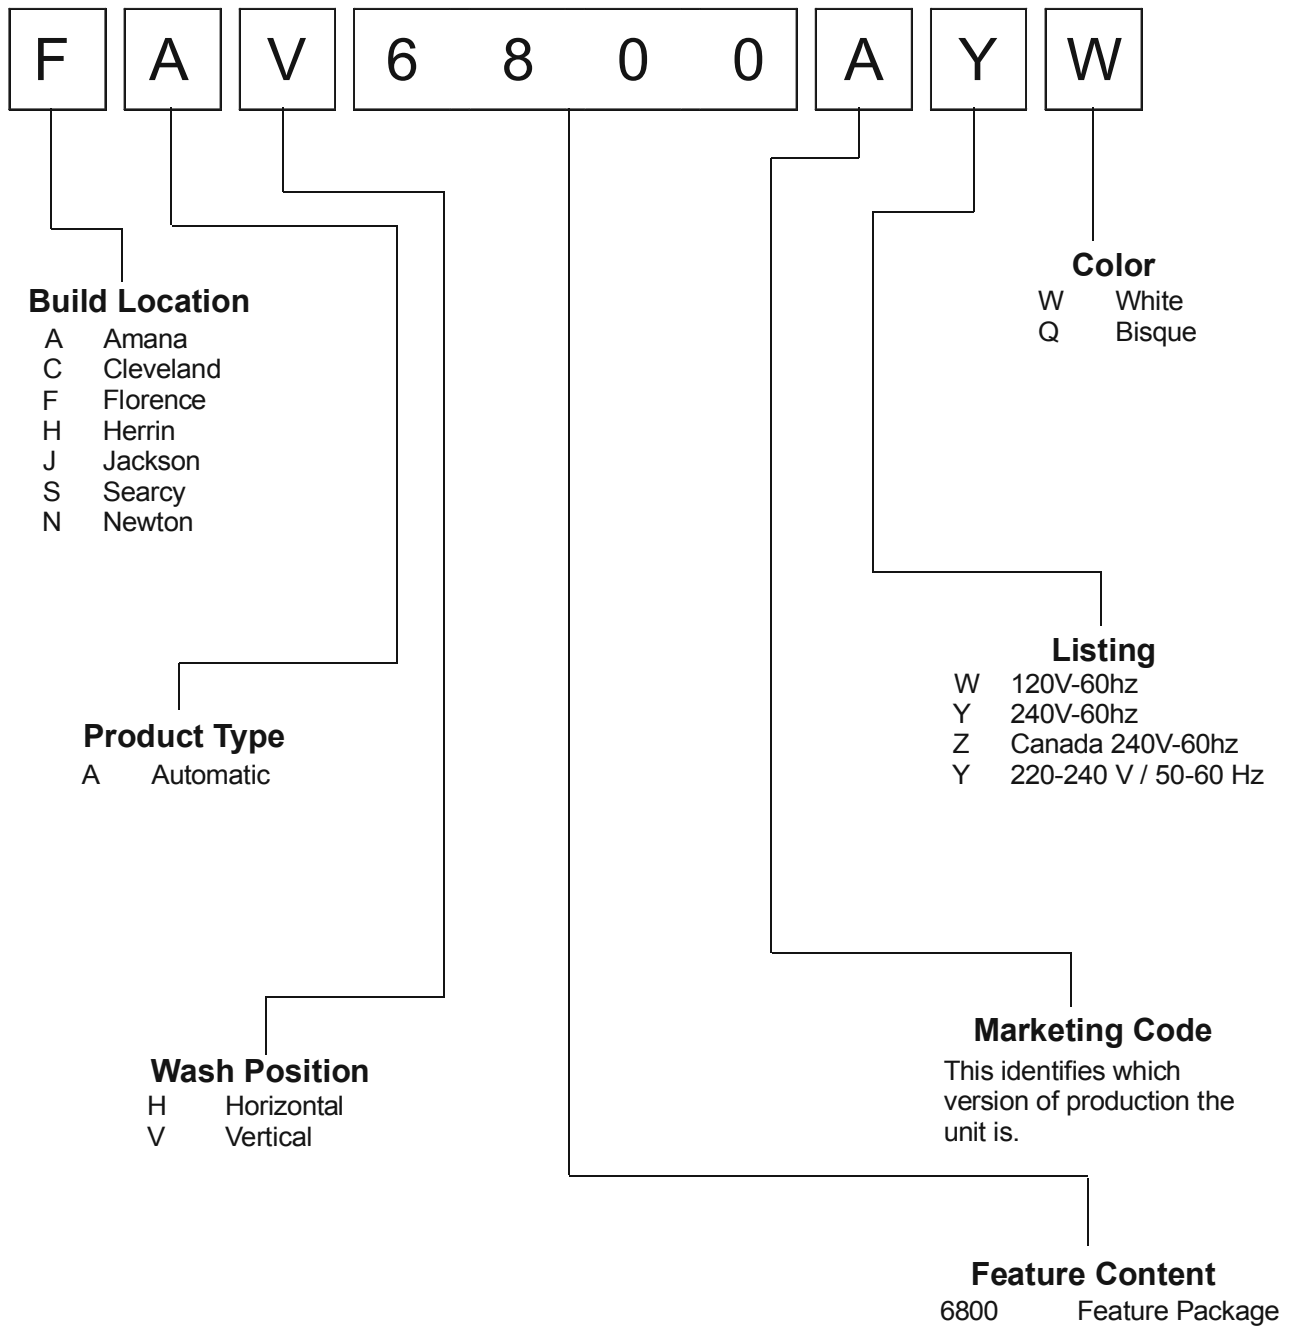 F A V 6 8 0 0 A Y W
Build Location
A Amana
C Cleveland
F Florence
H Herrin
J Jackson
S Searcy
N Newton
Color
W White
Q Bisque
Product Type
A Automatic
Listing
W 120V-60hz
Y 240V-60hz
Z Canada 240V-60hz
Y 220-240 V / 50-60 Hz
Wash Position
H Horizontal
V Vertical
Marketing Code
This identifies which
version of production the
unit is.
Feature Content
6800 Feature Package